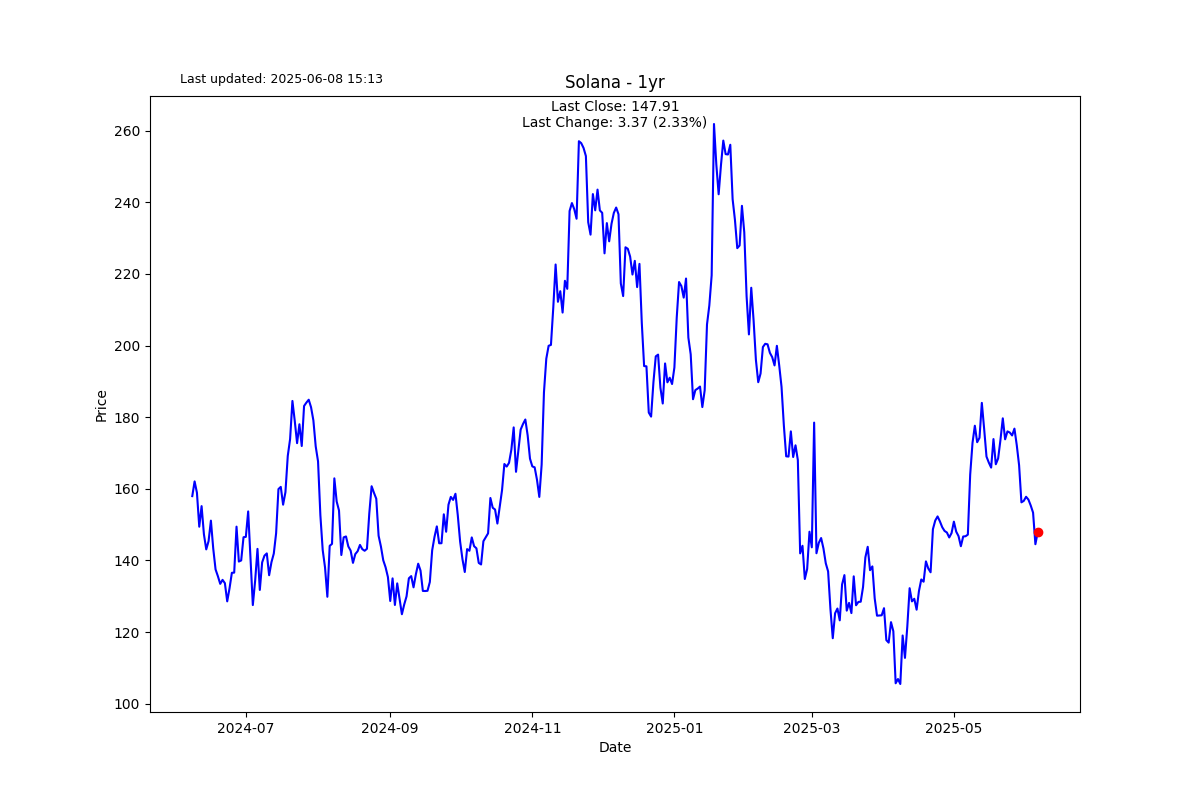 Last updated: 2025-06-08 15:13
Solana - 1yr
Last Close: 147.91
Last Change: 3.37 (2.33%)
260
240
220
200
180
160
140
120
100
Price
2024-07
2024-09
2024-11
2025-01
2025-03
2025-05
Date